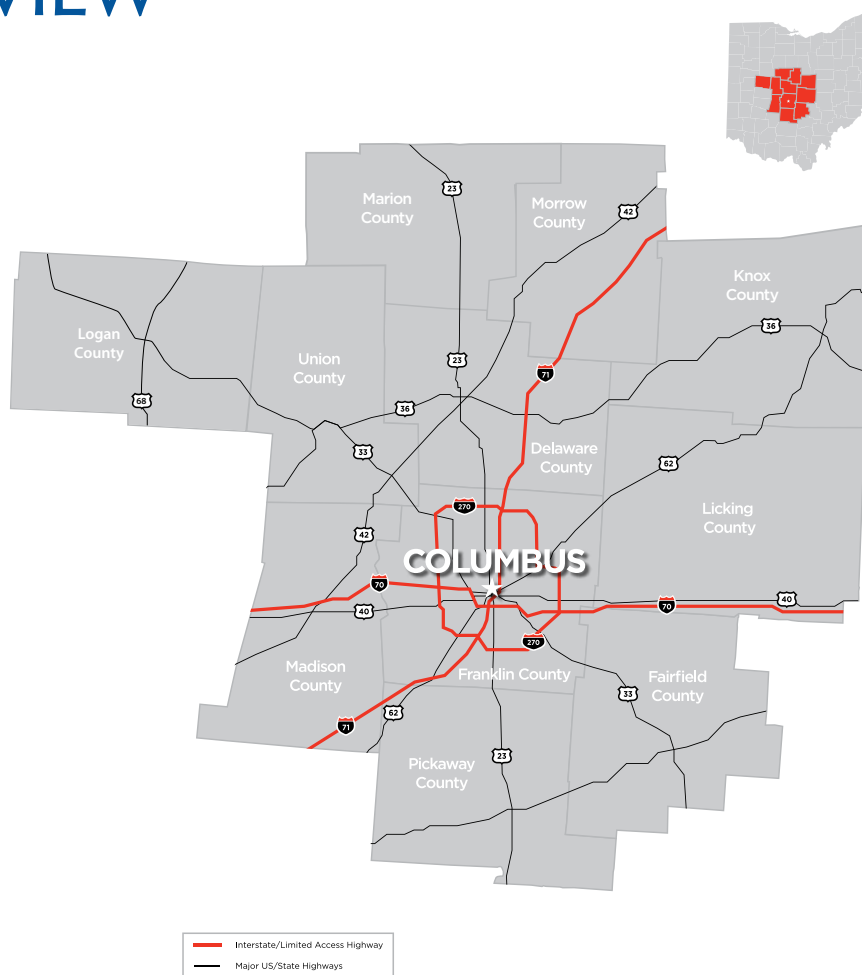 VIEW
23
Marion
County
Morrow
County
42
Knox
County
Logan
County
Union
County
23
36
71
68
36
33
Delaware
County
62
270
Licking
County
42
COLUMBUS
70
40
70
40
270
Madison
County
Franklin County
Fairfield
County
33
62
71
23
Pickaway
County
Interstate/Limited Access Highway
Major US/State Highways